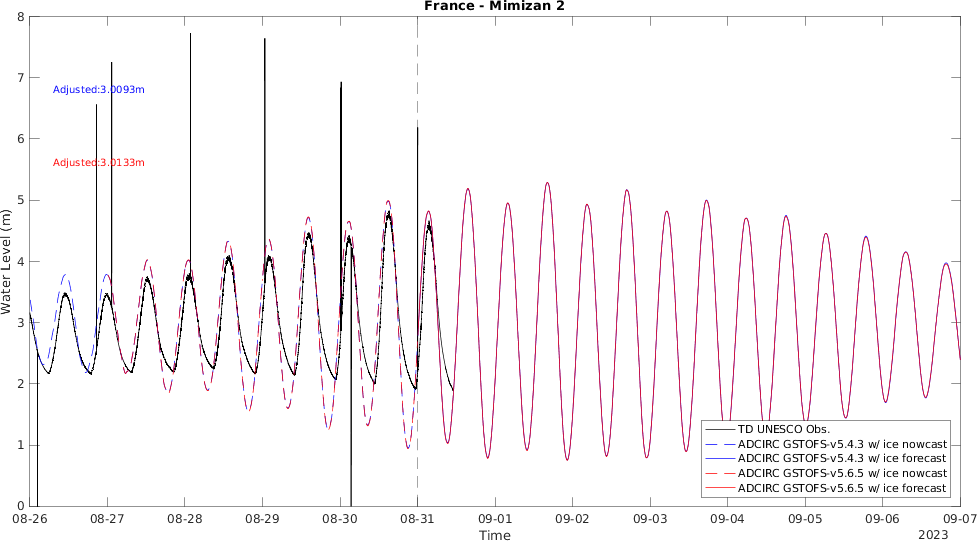 France - Mimizan 2
Water Level (m)
8
7
6
5
4
3
2
1
0
Adjusted:3.0093m
Adjusted:3.0133m
TD UNESCO Obs.
ADCIRC GSTOFS-v5.4.3 w/ ice nowcast
ADCIRC GSTOFS-v5.4.3 w/ ice forecast
ADCIRC GSTOFS-v5.6.5 w/ ice nowcast
ADCIRC GSTOFS-v5.6.5 w/ ice forecast
08-26 08-27 08-28 08-29 08-30 08-31 09-01 09-02 09-03 09-04 09-05 09-06 09-07
Time
2023